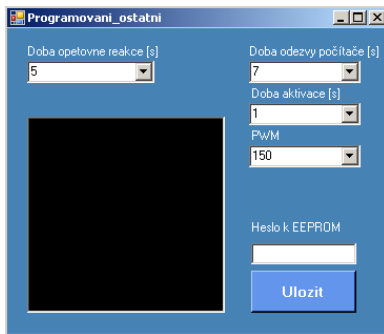 Programovani_ostatni
Doba opetovne reakce [s]
5
Doba odezvy počítače [s]
7
Doba aktivace [s]
1
PWM
150
Heslo k EEPROM
Ulozit